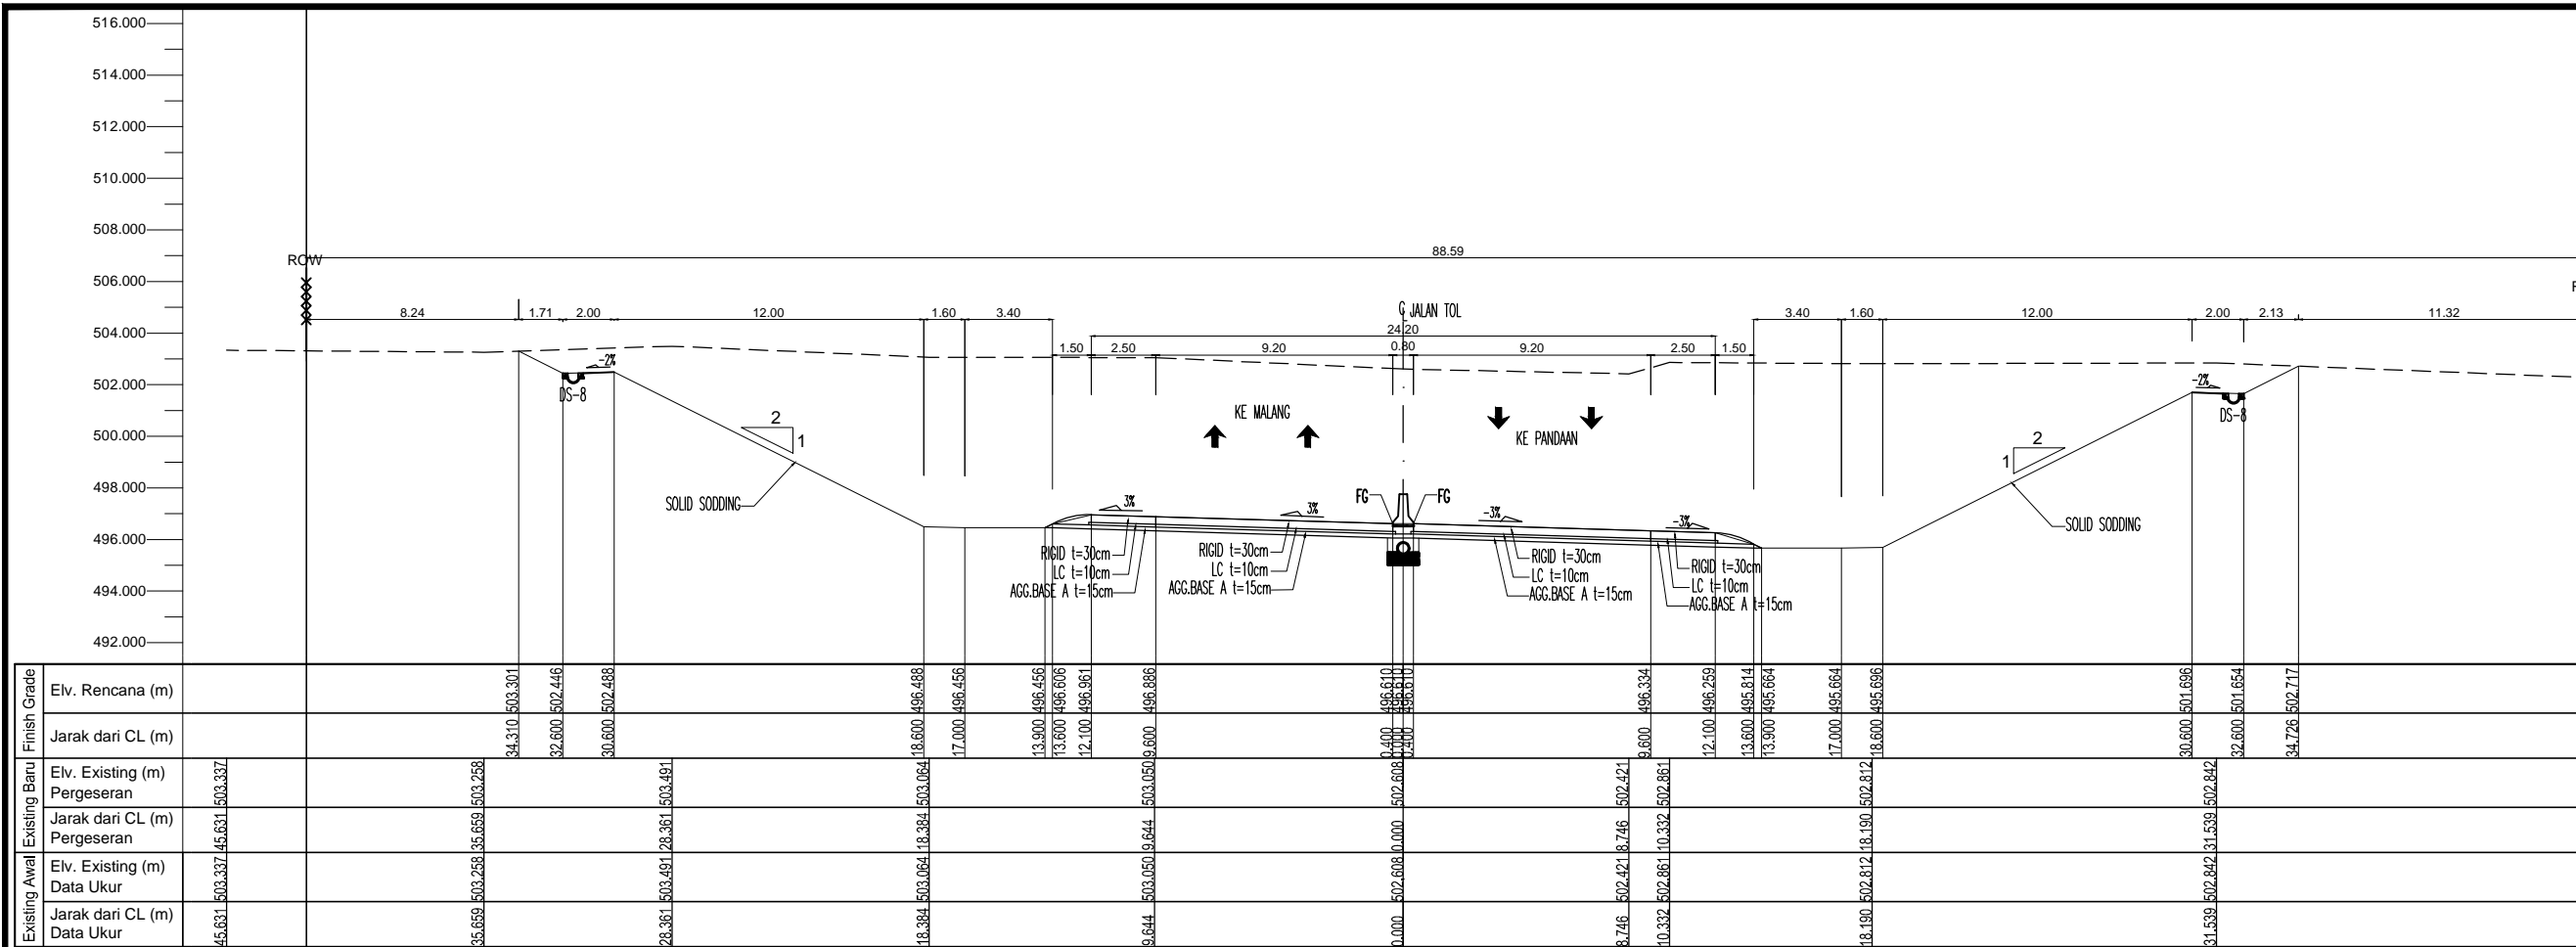 516.000
514.000
512.000
510.000
508.000
506.000
504.000
502.000
500.000
498.000
496.000
494.000
492.000
ROW
88.59
8.24 1.71 2.00 12.00 1.60 3.40
℄ JALAN TOL
3.40 1.60 12.00 2.00 2.13 11.32
24.20
1.50 2.50 9.20 0.80 9.20 2.50 1.50
-2%
DS-8
-2%
DS-8
2
1
2
1
KE MALANG
KE PANDAAN
SOLID SODDING
SOLID SODDING
3%
3%
FG
FG
-3%
-3%
RIGID t=30cm
LC t=10cm
AGG.BASE A t=15cm
RIGID t=30cm
LC t=10cm
AGG.BASE A t=15cm
RIGID t=30cm
LC t=10cm
AGG.BASE A t=15cm
RIGID t=30cm
LC t=10cm
AGG.BASE A t=15cm
Finish Grade
Elv. Rencana (m)
503.301 502.446 502.488 496.488 496.456 496.456 496.606 496.961 496.886 496.610 496.610 496.610 496.334 496.259 495.814 495.664 495.664 495.696 501.696 501.654 502.717
Jarak dari CL (m)
34.310 32.600 30.600 18.600 17.000 13.900 13.600 12.100 9.600 0.400 0.000 0.400 9.600 12.100 13.600 13.900 17.000 18.600 30.600 32.600 34.726
Existing Baru
Elv. Existing (m)
Pergeseran
503.337 503.258 503.491 503.064 503.050 502.608 502.421 502.861 502.812 502.842
Jarak dari CL (m)
Pergeseran
45.631 35.659 28.361 18.384 9.644 0.000 8.746 10.332 18.190 31.539
Existing Awal
Elv. Existing (m)
Data Ukur
503.337 503.258 503.491 503.064 503.050 502.608 502.421 502.861 502.812 502.842
Jarak dari CL (m)
Data Ukur
45.631 35.659 28.361 18.384 9.644 0.000 8.746 10.332 18.190 31.539